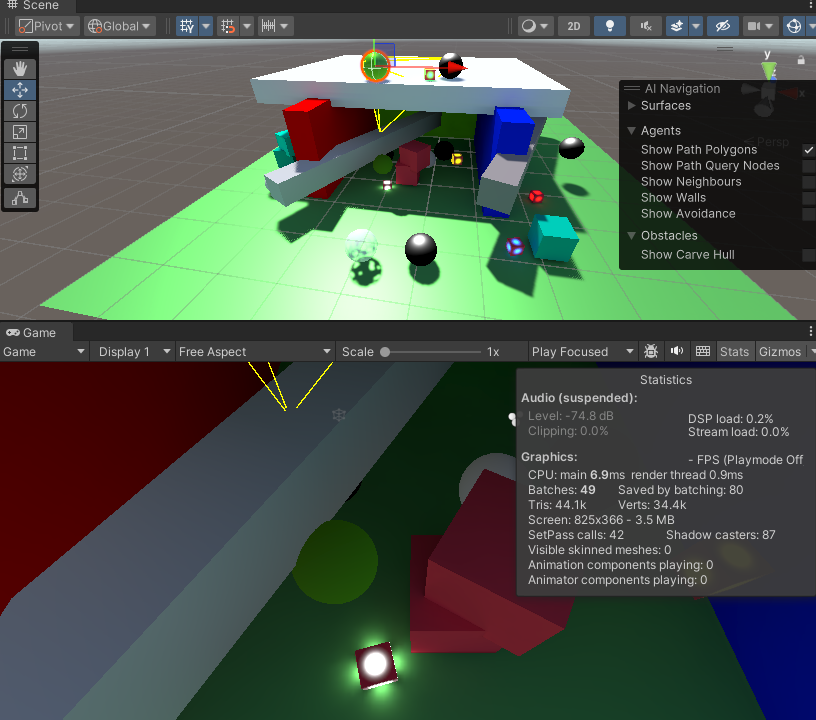 Scene
Pivot Global 2D
y
x
Persp
AI Navigation
Surfaces
Agents
Show Path Polygons
Show Path Query Nodes
Show Neighbours
Show Walls
Show Avoidance
Obstacles
Show Carve Hull
Game
Game Display 1 Free Aspect Scale 1x Play Focused Stats Gizmos
Statistics
Audio (suspended):
Level: -74.8 dB DSP load: 0.2%
Clipping: 0.0% Stream load: 0.0%
Graphics: - FPS (Playmode Off
CPU: main 6.9ms render thread 0.9ms
Batches: 49 Saved by batching: 80
Tris: 44.1k Verts: 34.4k
Screen: 825x366 - 3.5 MB
SetPass calls: 42 Shadow casters: 87
Visible skinned meshes: 0
Animation components playing: 0
Animator components playing: 0